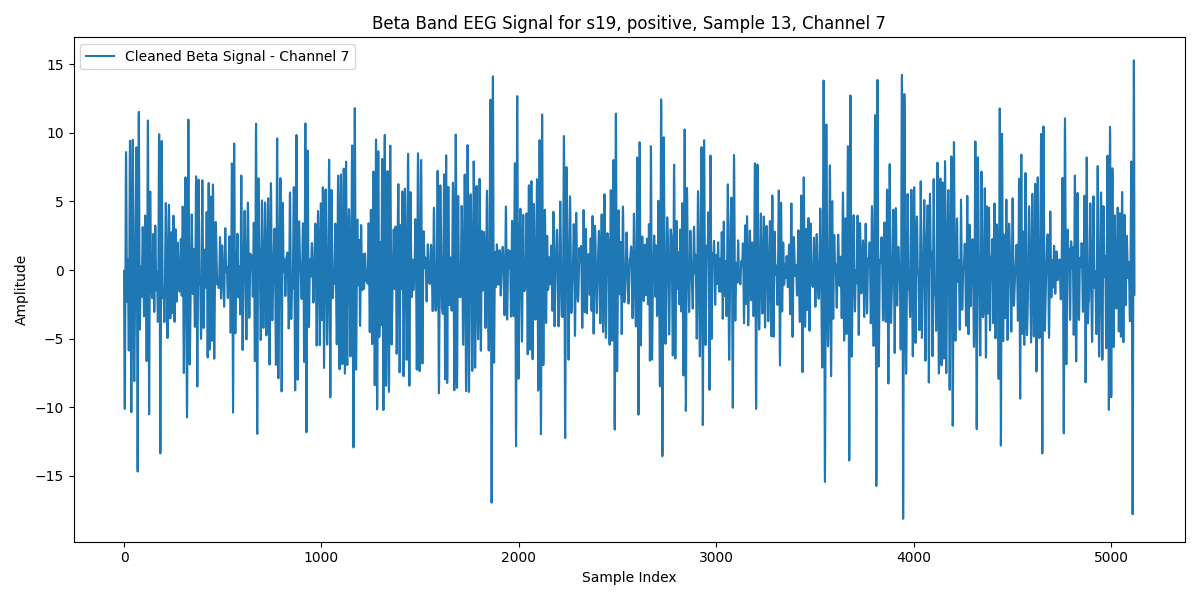 Beta Band EEG Signal for s19, positive, Sample 13, Channel 7
Cleaned Beta Signal - Channel 7
15
10
5
0
−5
−10
−15
Amplitude
0 1000 2000 3000 4000 5000
Sample Index